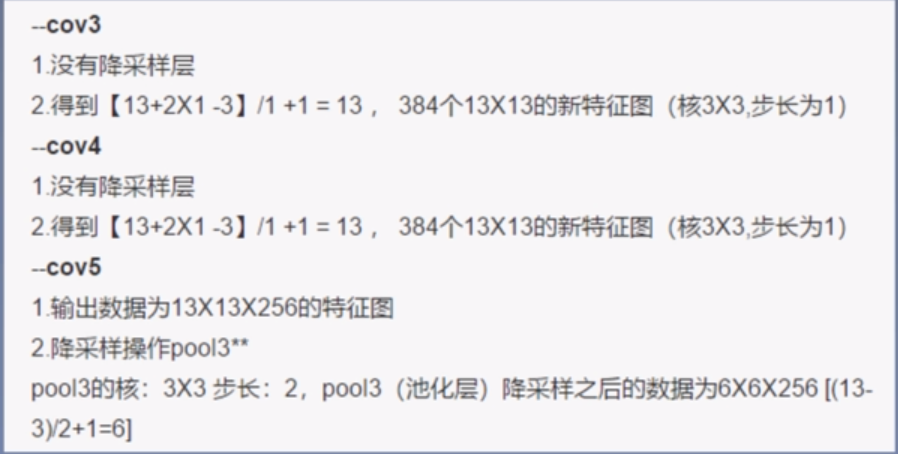 --cov3
1.没有降采样层
2.得到【13+2X1 -3】/1 +1 = 13 ， 384个13X13的新特征图（核3X3,步长为1）
--cov4
1.没有降采样层
2.得到【13+2X1 -3】/1 +1 = 13 ， 384个13X13的新特征图（核3X3,步长为1）
--cov5
1.输出数据为13X13X256的特征图
2.降采样操作pool3**
pool3的核：3X3 步长：2，pool3（池化层）降采样之后的数据为6X6X256 [(13-
3)/2+1=6]